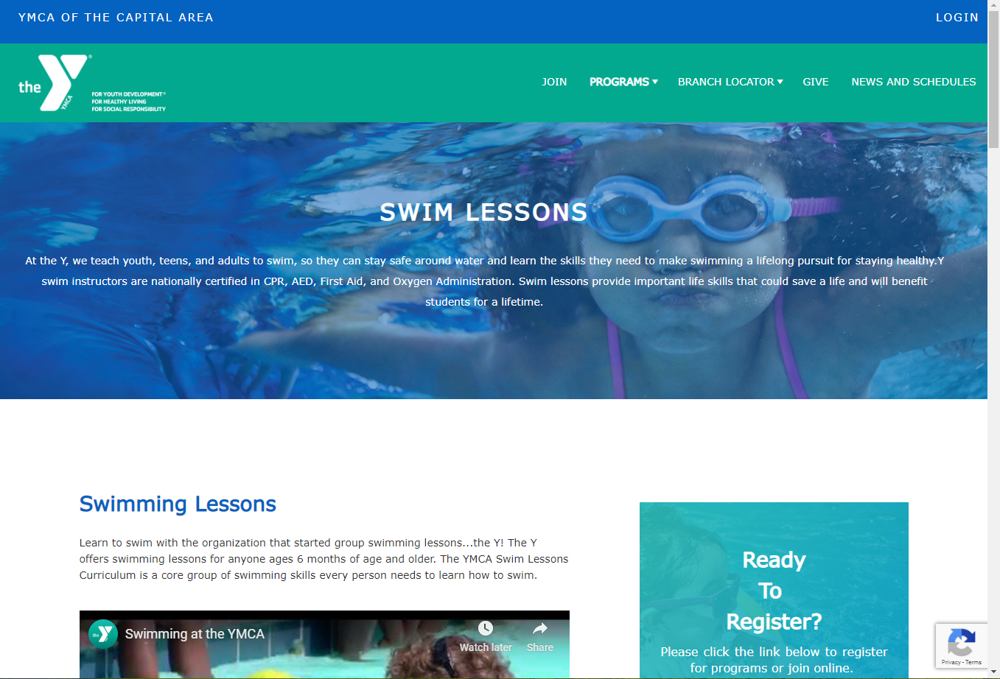 YMCA OF THE CAPITAL AREA
LOGIN
the
YMCA
FOR YOUTH DEVELOPMENT®
FOR HEALTHY LIVING
FOR SOCIAL RESPONSIBILITY
JOIN
PROGRAMS
BRANCH LOCATOR
GIVE
NEWS AND SCHEDULES
SWIM LESSONS
At the Y, we teach youth, teens, and adults to swim, so they can stay safe around water and learn the skills they need to make swimming a lifelong pursuit for staying healthy.Y
swim instructors are nationally certified in CPR, AED, First Aid, and Oxygen Administration. Swim lessons provide important life skills that could save a life and will benefit
students for a lifetime.
Swimming Lessons
Learn to swim with the organization that started group swimming lessons...the Y! The Y
offers swimming lessons for anyone ages 6 months of age and older. The YMCA Swim Lessons
Curriculum is a core group of swimming skills every person needs to learn how to swim.
the
Swimming at the YMCA
Watch later
Share
Ready
To
Register?
Please click the link below to register
for programs or join online.
Privacy - Terms